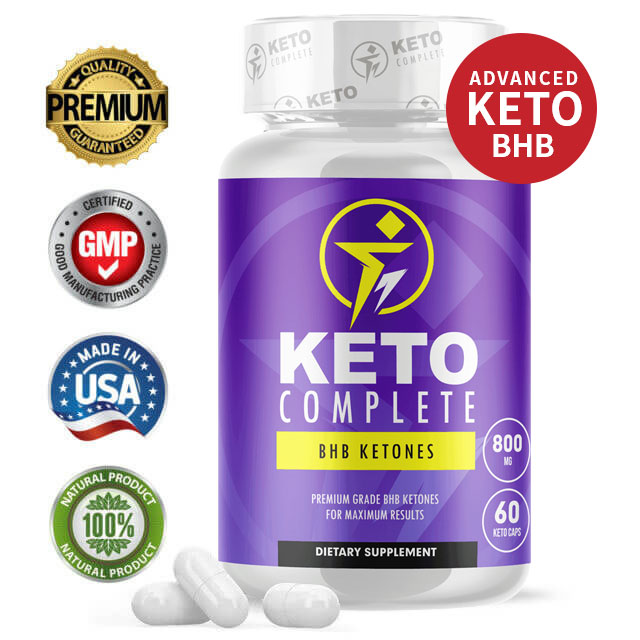 QUALITY
PREMIUM
GUARANTEED
CERTIFIED
GMP
GOOD MANUFACTURING PRACTICE
MADE IN
USA
NATURAL PRODUCT
100%
NATURAL PRODUCT
KETO
COMPLETE
KETO
COMPLETE
KETO
ADVANCED
KETO
BHB
KETO
COMPLETE
BHB KETONES
800
MG
PREMIUM GRADE BHB KETONES
FOR MAXIMUM RESULTS
60
KETO CAPS
DIETARY SUPPLEMENT